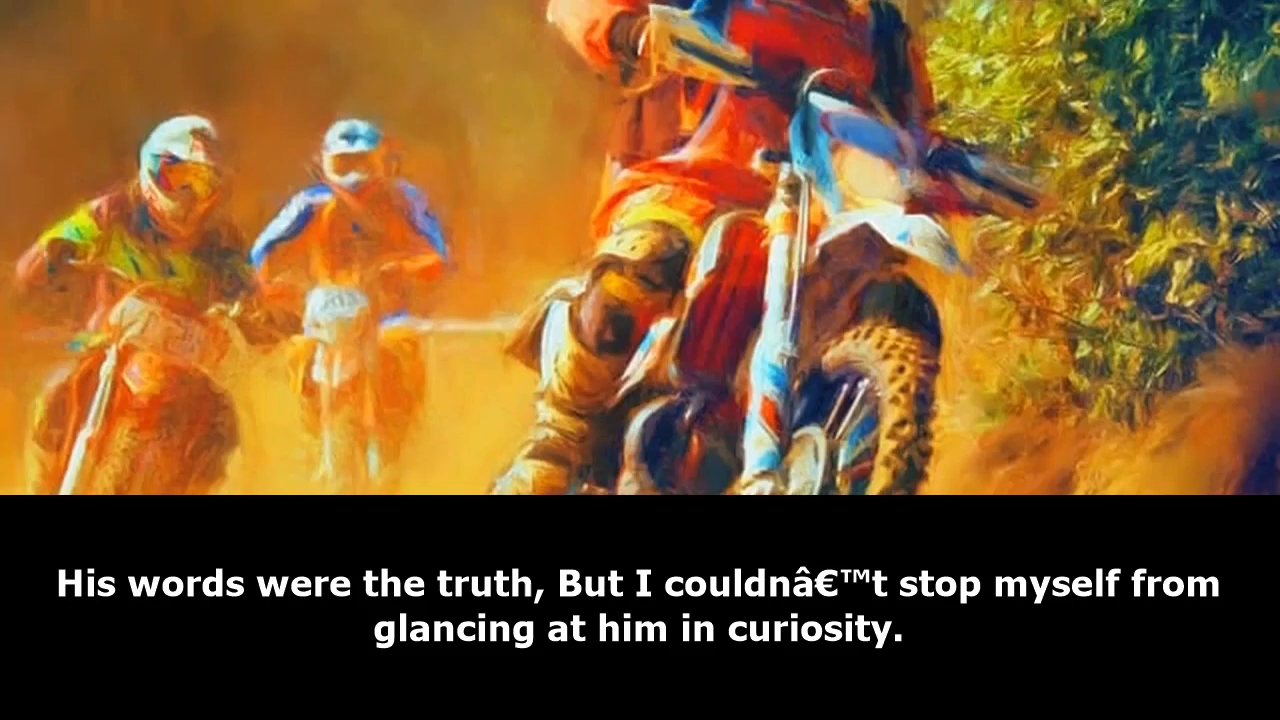 His words were the truth, But I couldnâ€™t stop myself from
glancing at him in curiosity.